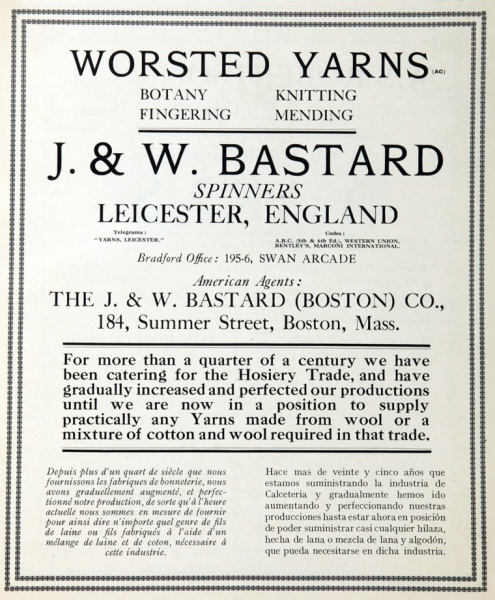 WORSTED YARNS (AC)
BOTANY KNITTING
FINGERING MENDING
J. & W. BASTARD
SPINNERS
LEICESTER, ENGLAND
Telegrams: Codes:
"YARNS, LEICESTER." A.B.C. (5th & 6th Ed.), WESTERN UNION,
BENTLEY'S, MARCONI INTERNATIONAL.
Bradford Office: 195-6, SWAN ARCADE
American Agents:
THE J. & W. BASTARD (BOSTON) CO.,
184, Summer Street, Boston, Mass.
For more than a quarter of a century we have
been catering for the Hosiery Trade, and have
gradually increased and perfected our productions
until we are now in a position to supply
practically any Yarns made from wool or a
mixture of cotton and wool required in that trade.
Depuis plus d'un quart de siècle que nous
fournissons les fabriques de bonneterie, nous
avons graduellement augmenté, et perfec-
tionné notre production, de sorte qu'à l'heure
actuelle nous sommes en mesure de fournir
pour ainsi dire n'importe quel genre de fils
de laine ou fils fabriqués à l'aide d'un
mélange de laine et de coton, nécessaire à
cette industrie.
Hace mas de veinte y cinco años que
estamos suministrando la industria de
Calceteria y gradualmente hemos ido
aumentando y perfeccionando nuestras
producciones hasta estar ahora en posición
de poder suministrar casi cualquier hilaza,
hecha de lana o mezcla de lana y algodón,
que pueda necesitarse en dicha industria.